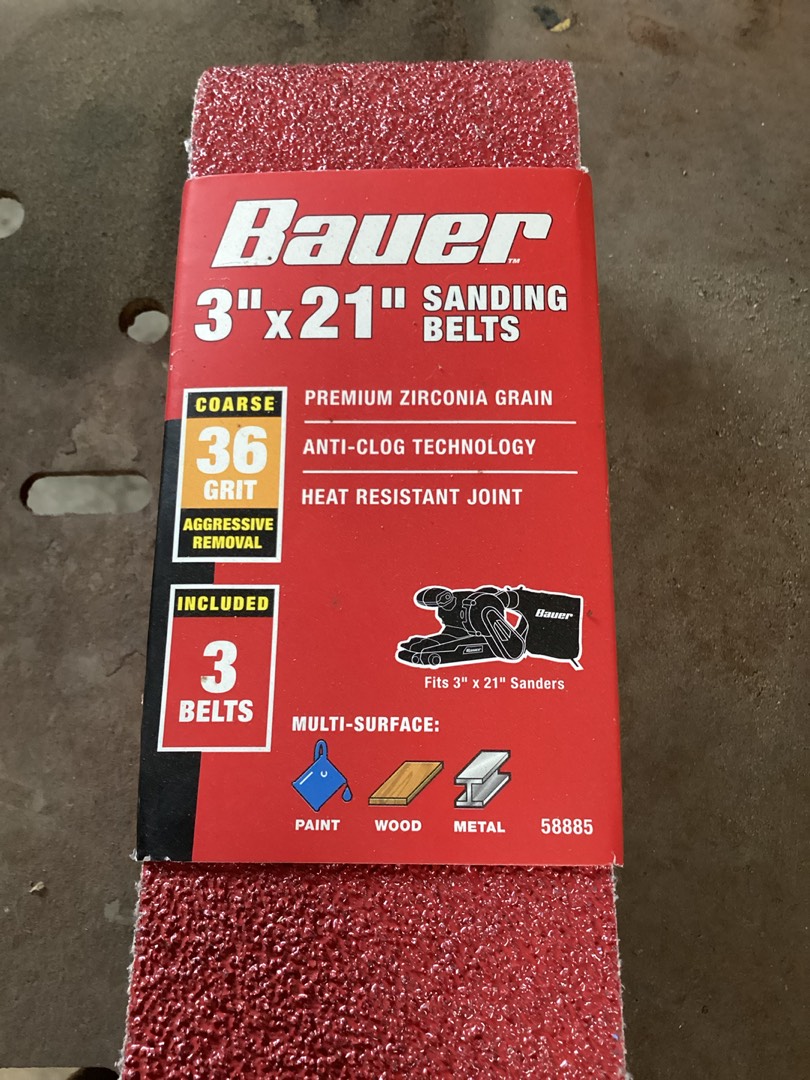 Bauer™
3"x21" SANDING BELTS
COARSE
36
GRIT
AGGRESSIVE
REMOVAL
PREMIUM ZIRCONIA GRAIN
ANTI-CLOG TECHNOLOGY
HEAT RESISTANT JOINT
INCLUDED
3
BELTS
Bauer
Bauer
Fits 3" x 21" Sanders
MULTI-SURFACE:
PAINT WOOD METAL 58885